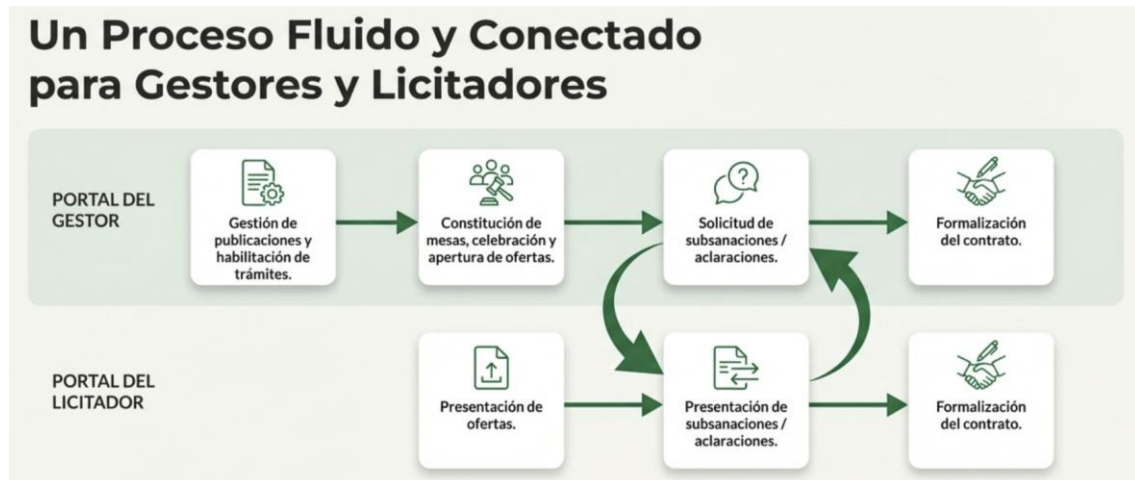 Un Proceso Fluido y Conectado
para Gestores y Licitadores
PORTAL DEL
GESTOR
Gestión de
publicaciones y
habilitación de
trámites.
Constitución de
mesas, celebración y
apertura de ofertas.
Solicitud de
subsanaciones /
aclaraciones.
Formalización
del contrato.
PORTAL DEL
LICITADOR
Presentación de
ofertas.
Presentación de
subsanaciones /
aclaraciones.
Formalización
del contrato.